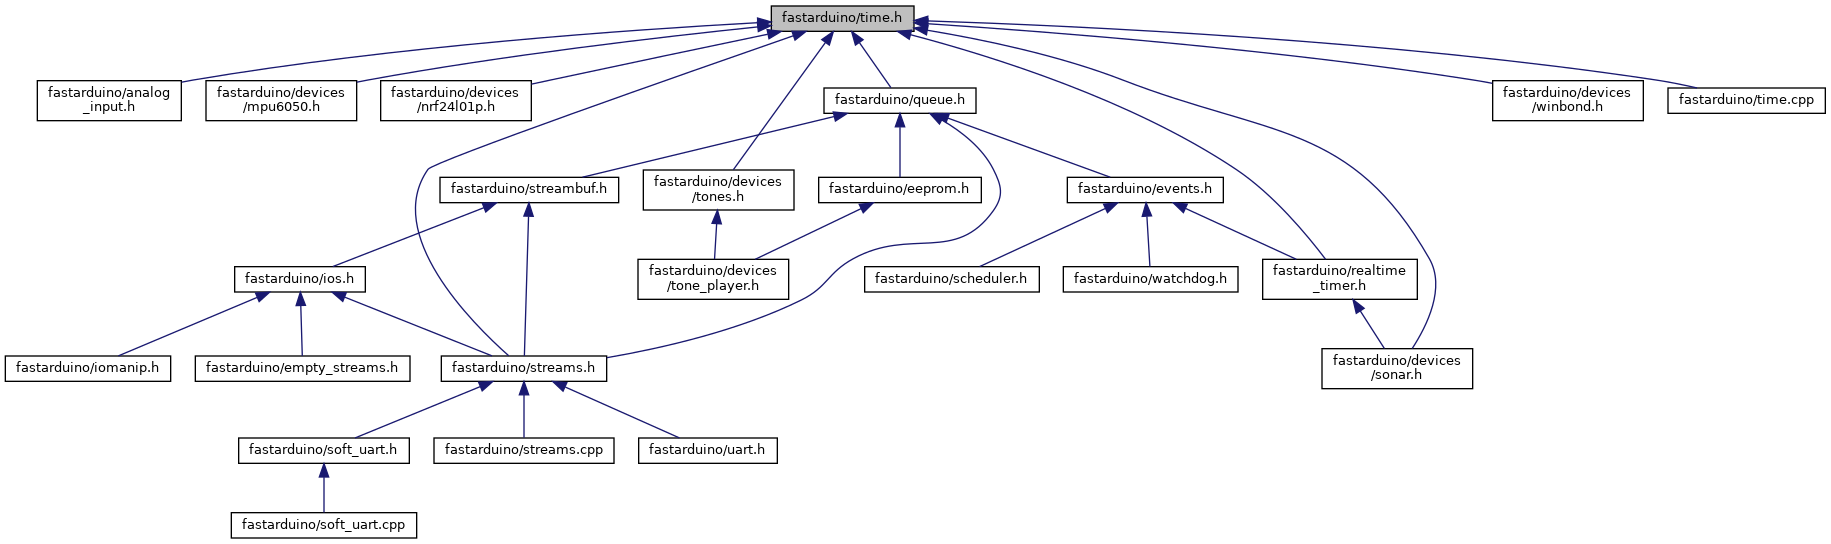 fastarduino/time.h
fastarduino/analog
_input.h
fastarduino/devices
/mpu6050.h
fastarduino/devices
/nrf24l01p.h
fastarduino/queue.h
fastarduino/devices
/winbond.h
fastarduino/time.cpp
fastarduino/streambuf.h
fastarduino/devices
/tones.h
fastarduino/eeprom.h
fastarduino/events.h
fastarduino/ios.h
fastarduino/devices
/tone_player.h
fastarduino/scheduler.h
fastarduino/watchdog.h
fastarduino/realtime
_timer.h
fastarduino/iomanip.h
fastarduino/empty_streams.h
fastarduino/streams.h
fastarduino/devices
/sonar.h
fastarduino/soft_uart.h
fastarduino/streams.cpp
fastarduino/uart.h
fastarduino/soft_uart.cpp